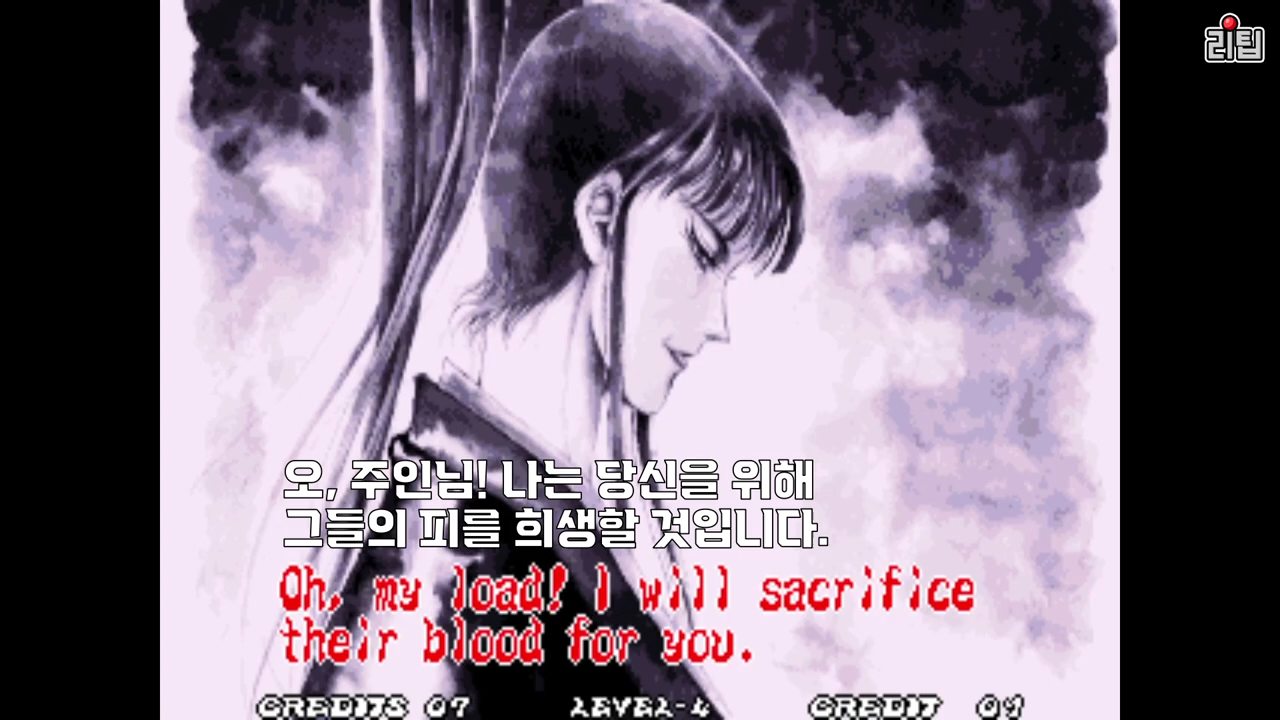 리팁
오, 주인님! 나는 당신을 위해
그들의 피를 희생할 것입니다.
Oh, my load! I will sacrifice
their blood for you.
CREDITS 07 LEVEL-4 CREDIT 01